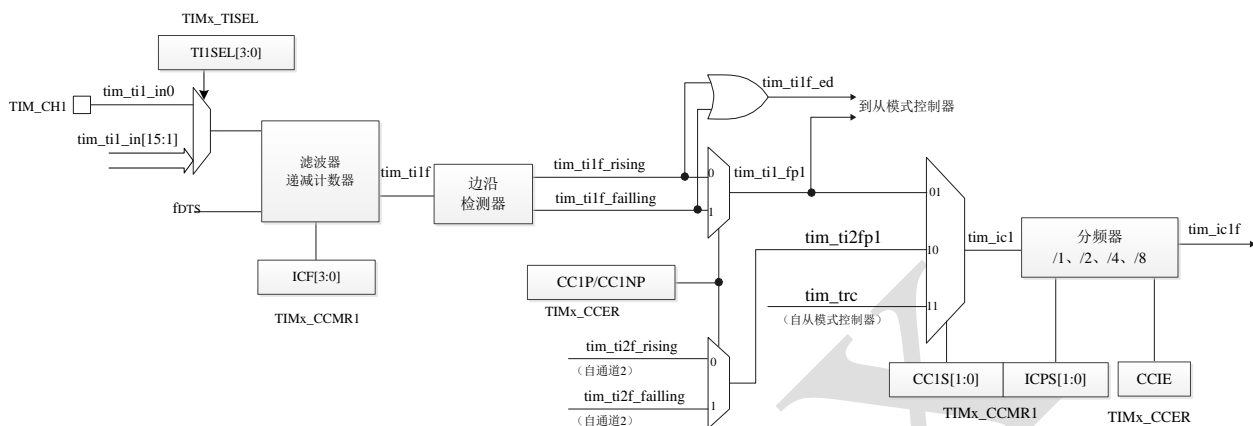 TIMx_TISEL
TI1SEL[3:0]
TIM_CH1
tim_ti1_in0
tim_ti1_in[15:1]
fDTS
滤波器
递减计数器
ICF[3:0]
TIMx_CCMR1
tim_ti1f
边沿
检测器
tim_ti1f_rising
tim_ti1f_failling
0
1
tim_ti1f_ed
到从模式控制器
tim_ti1_fp1
CC1P/CC1NP
TIMx_CCER
tim_ti2f_rising
(自通道2)
tim_ti2f_failling
(自通道2)
0
1
tim_ti2fp1
tim_trc
(自从模式控制器)
01
10
11
tim_ic1
分频器
/1、/2、/4、/8
tim_ic1f
CC1S[1:0]
ICPS[1:0]
CCIE
TIMx_CCMR1
TIMx_CCER